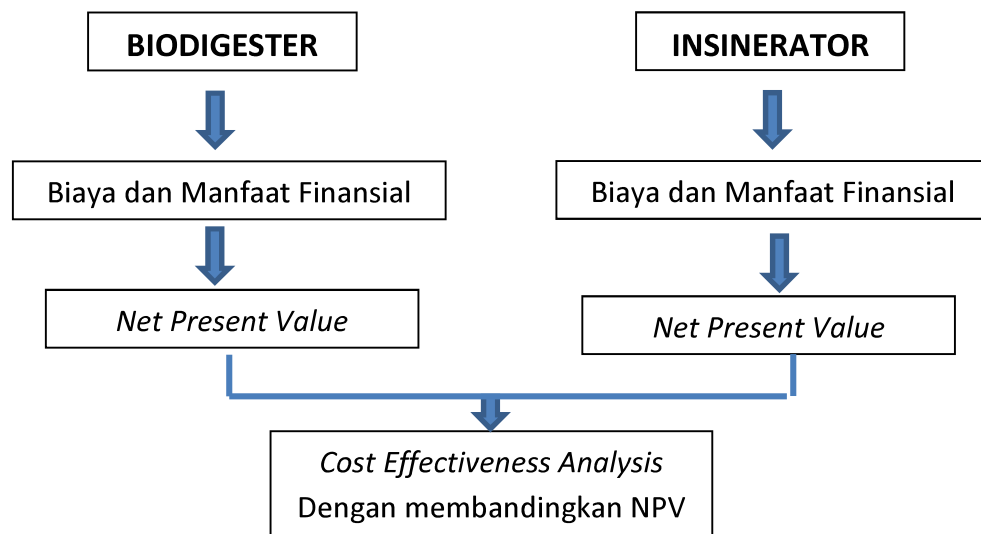 BIODIGESTER
INSINERATOR
Biaya dan Manfaat Finansial
Biaya dan Manfaat Finansial
Net Present Value
Net Present Value
Cost Effectiveness Analysis
Dengan membandingkan NPV